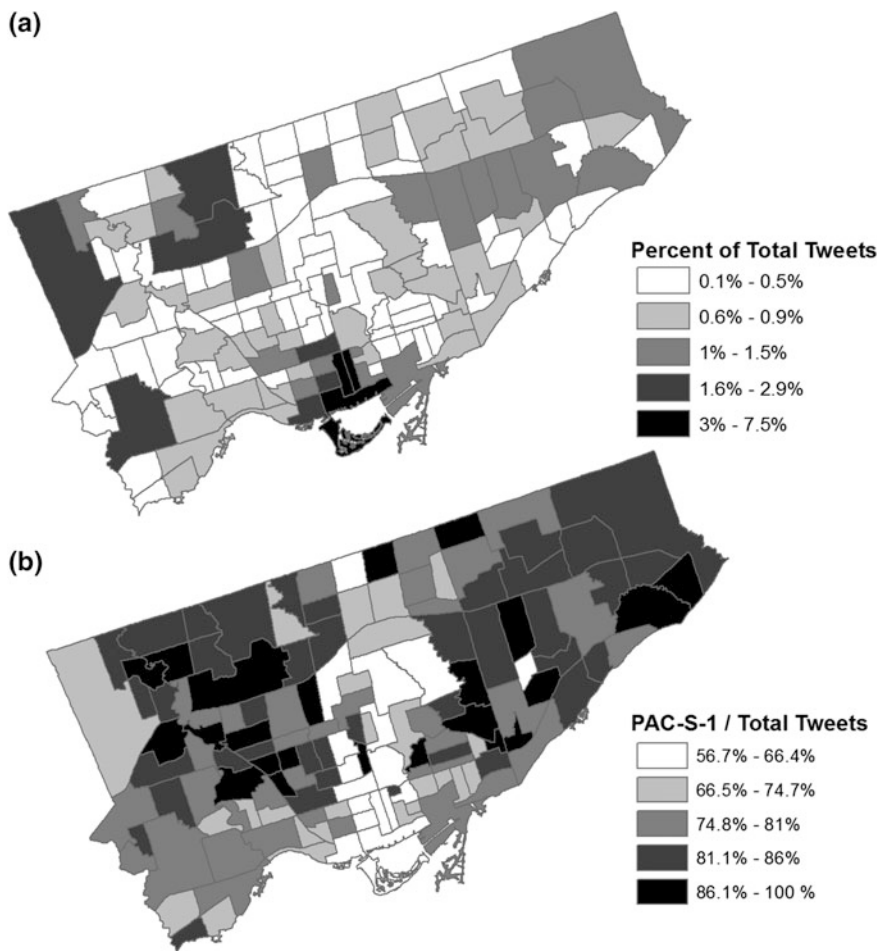 (a)
Percent of Total Tweets
0.1% - 0.5%
0.6% - 0.9%
1% - 1.5%
1.6% - 2.9%
3% - 7.5%
(b)
PAC-S-1 / Total Tweets
56.7% - 66.4%
66.5% - 74.7%
74.8% - 81%
81.1% - 86%
86.1% - 100 %